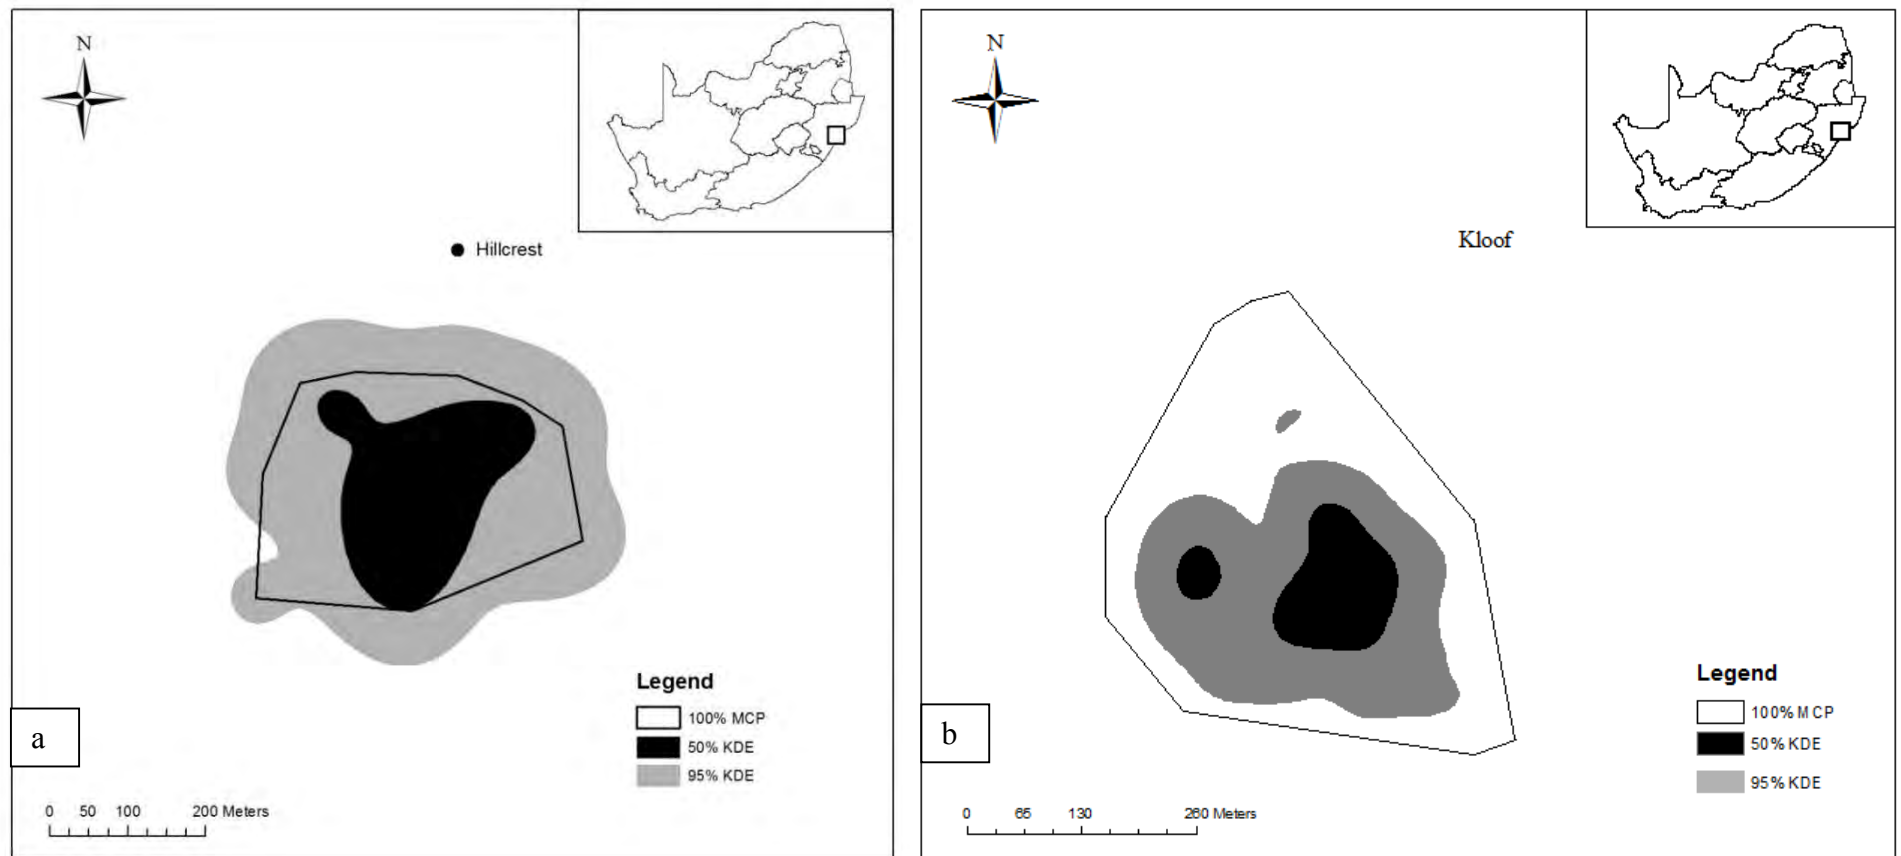 N
Hillcrest
Legend
100% MCP
50% KDE
95% KDE
a
0 50 100 200 Meters
N
Kloof
Legend
100% MCP
50% KDE
95% KDE
b
0 65 130 260 Meters